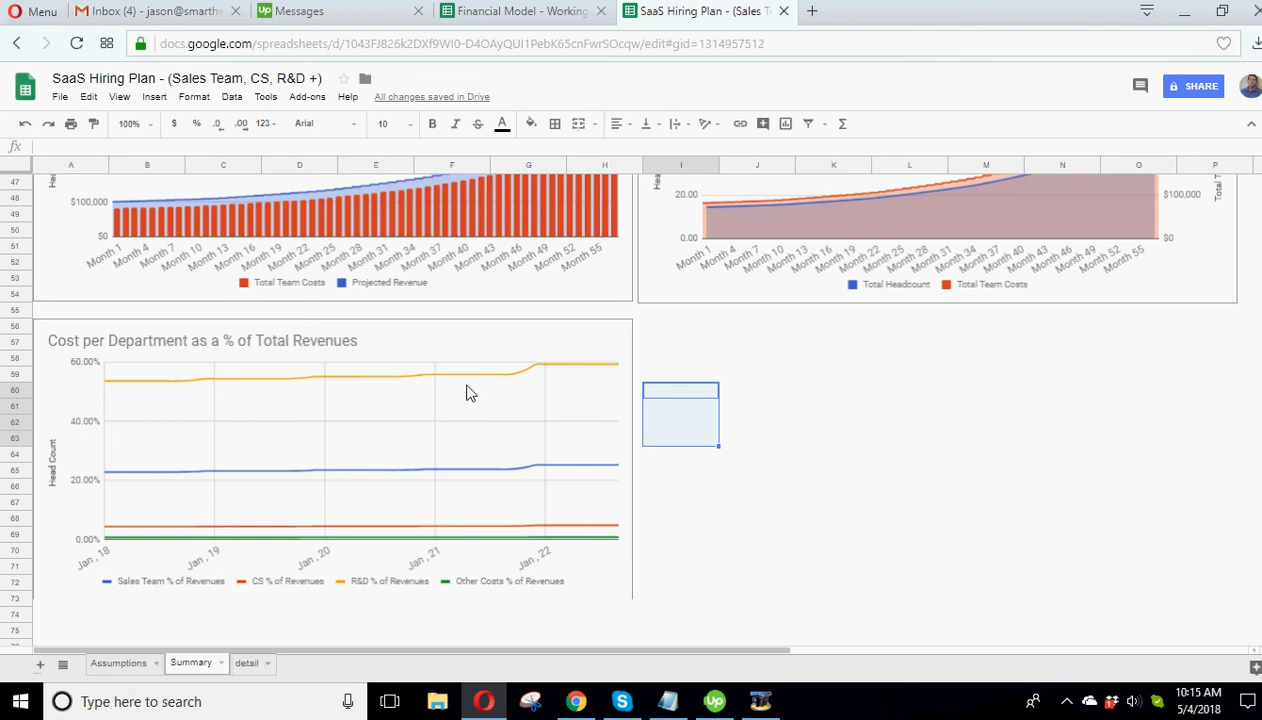 Menu
Inbox (4) - jason@smarthe
Messages
Financial Model - Working
SaaS Hiring Plan - (Sales T
docs.google.com/spreadsheets/d/1043FJ826k2DXf9WI0-D4OAyQUI1PebK65cnFwrSOcqw/edit#gid=1314957512
SaaS Hiring Plan - (Sales Team, CS, R&D +)
File Edit View Insert Format Data Tools Add-ons Help All changes saved in Drive
SHARE
100% $ % .0 .00 123 Arial 10 B I S A
fx
A B C D E F G H I J K L M N O P
47
48
49
50
51
52
53
54
55
56
57
58
59
60
61
62
63
64
65
66
67
68
69
70
71
72
73
74
75
$100,000
$0
Month 1 Month 4 Month 7 Month 10 Month 13 Month 16 Month 19 Month 22 Month 25 Month 28 Month 31 Month 34 Month 37 Month 40 Month 43 Month 46 Month 49 Month 52 Month 55
Total Team Costs Projected Revenue
20.00 $100,000
0.00 $0
Month 1 Month 4 Month 7 Month 10 Month 13 Month 16 Month 19 Month 22 Month 25 Month 28 Month 31 Month 34 Month 37 Month 40 Month 43 Month 46 Month 49 Month 52 Month 55
Total Headcount Total Team Costs
Cost per Department as a % of Total Revenues
60.00%
40.00%
20.00%
0.00%
Head Count
Jan , 18 Jan , 19 Jan , 20 Jan , 21 Jan , 22
Sales Team % of Revenues CS % of Revenues R&D % of Revenues Other Costs % of Revenues
Assumptions Summary detail
Type here to search
10:15 AM
5/4/2018